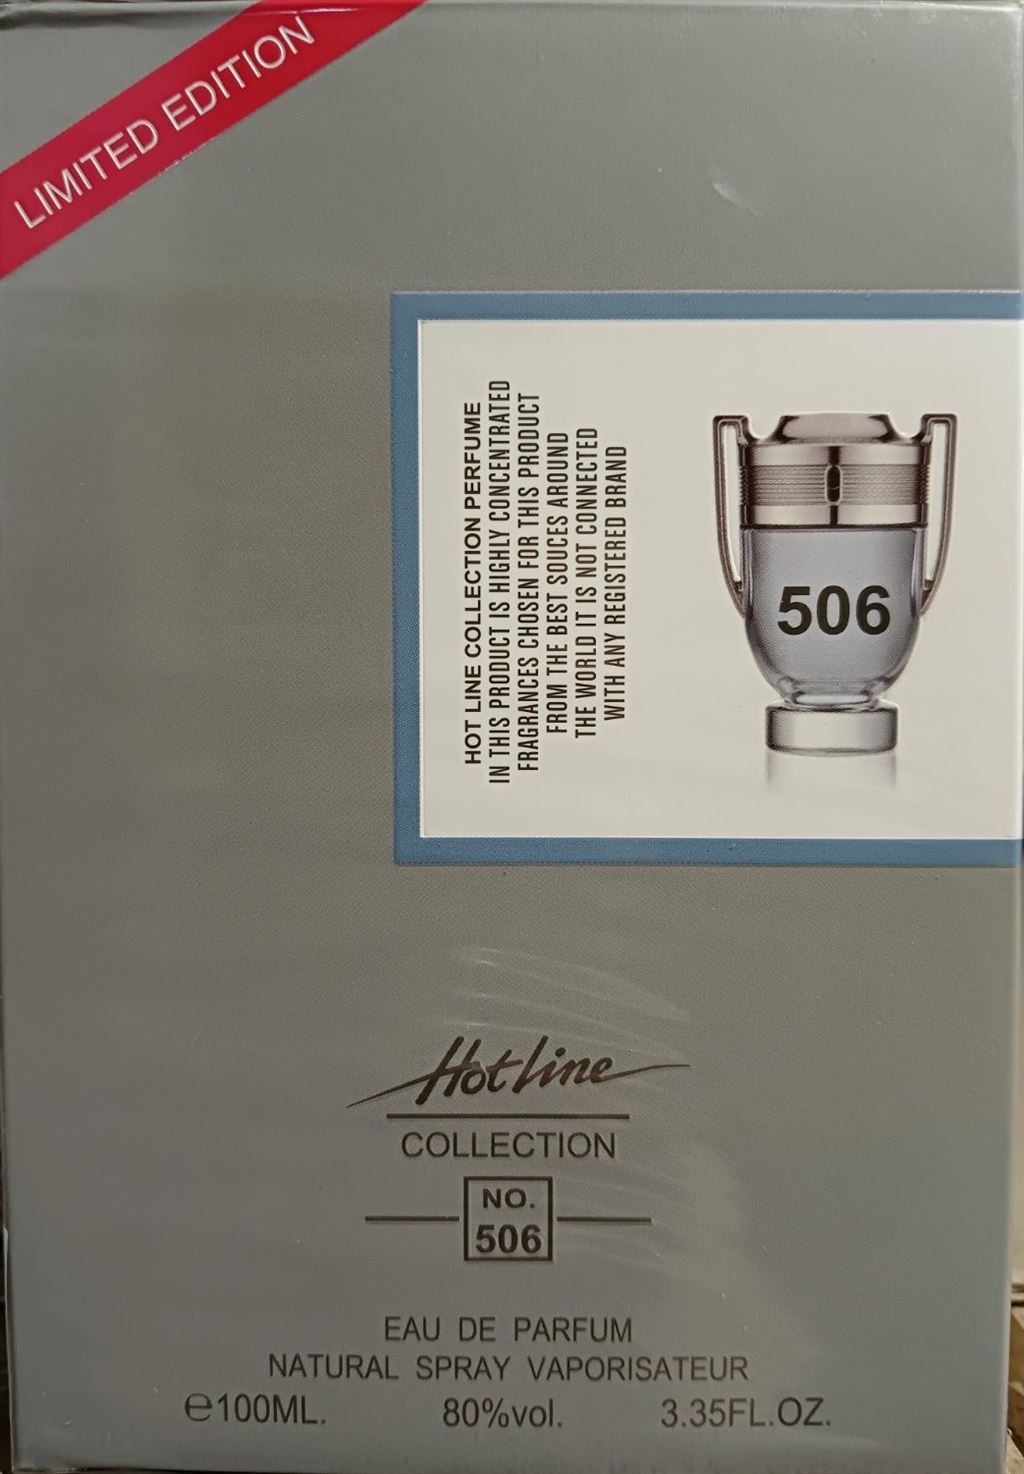 LIMITED EDITION
HOT LINE COLLECTION PERFUME
IN THIS PRODUCT IS HIGHLY CONCENTRATED
FRAGRANCES CHOSEN FOR THIS PRODUCT
FROM THE BEST SOUCES AROUND
THE WORLD IT IS NOT CONNECTED
WITH ANY REGISTERED BRAND
506
Hot line
COLLECTION
NO.
506
EAU DE PARFUM
NATURAL SPRAY VAPORISATEUR
℮100ML. 80%vol. 3.35FL.OZ.